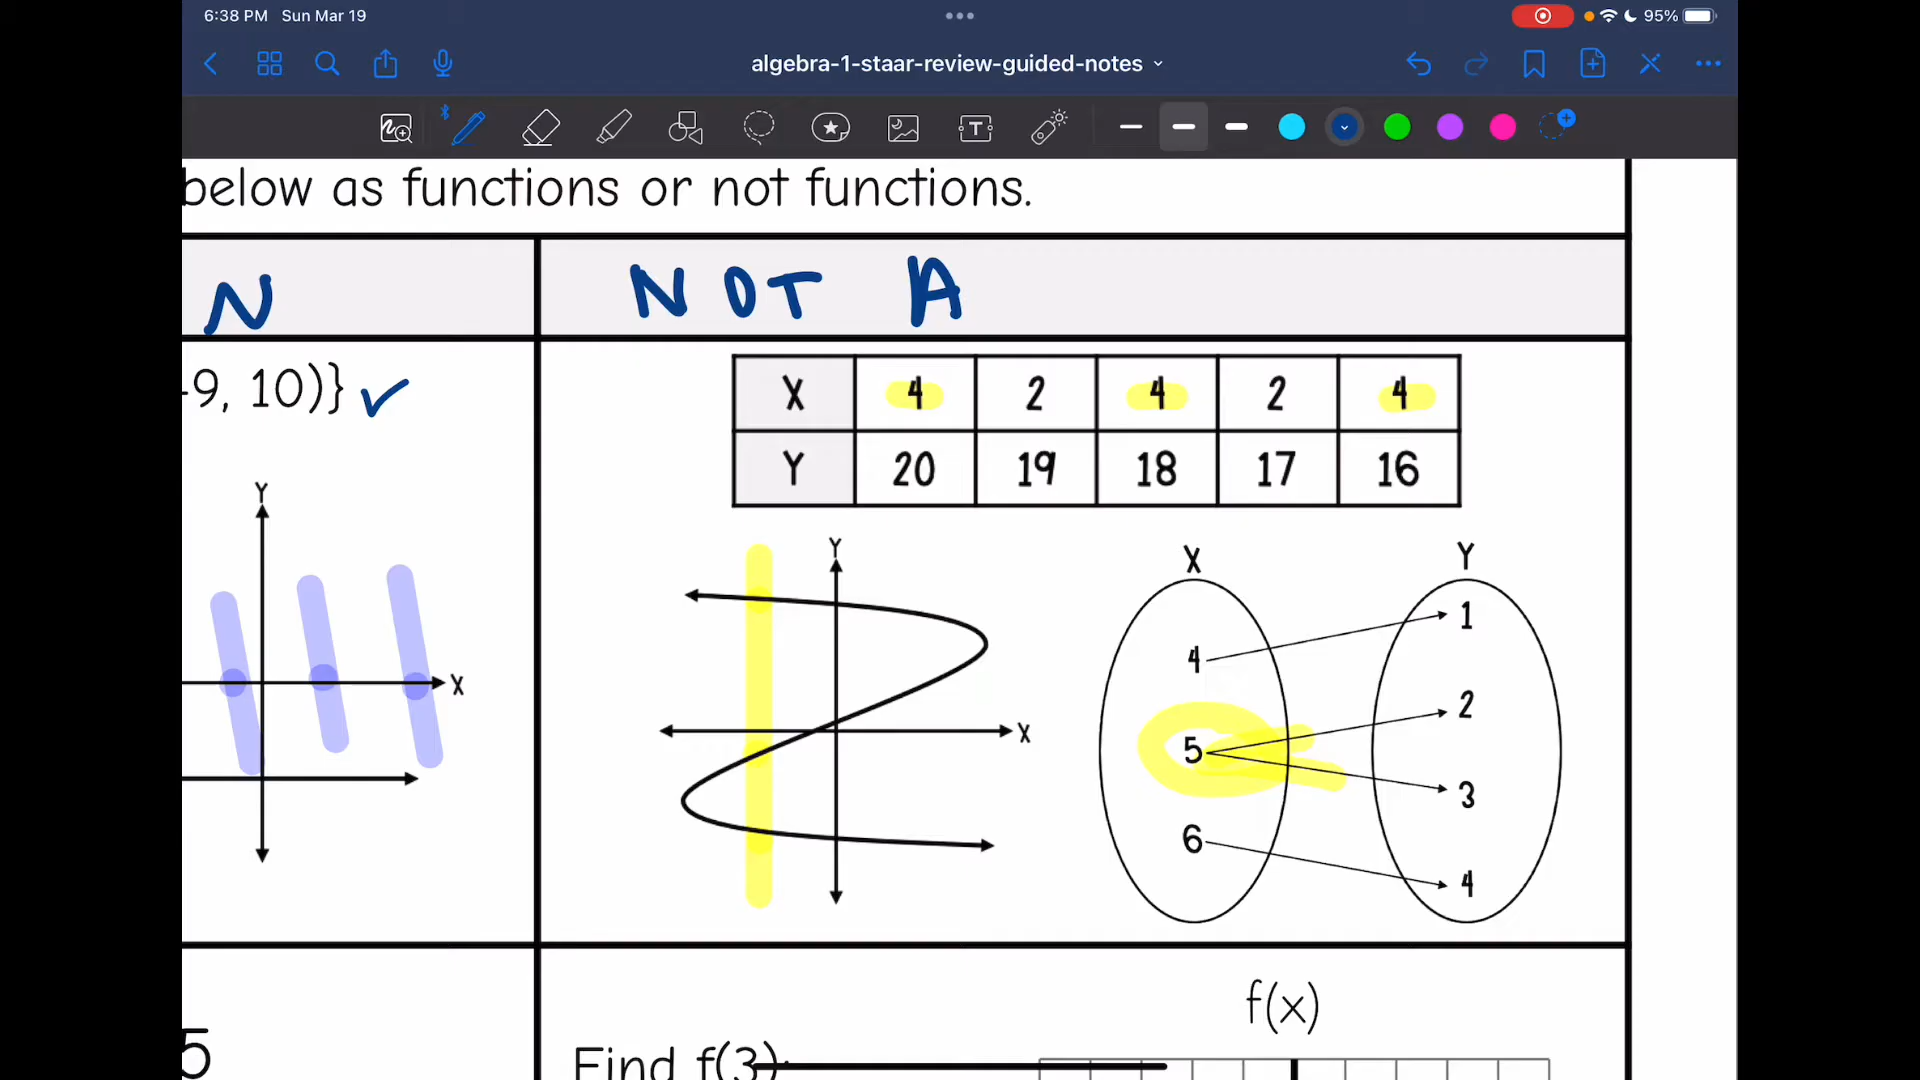 6:38 PM Sun Mar 19
95%
algebra-1-staar-review-guided-notes
T
below as functions or not functions.
N
NOT A
-9, 10)}
X 4 2 4 2 4
Y 20 19 18 17 16
Y
X
Y
X
X
4
5
6
Y
1
2
3
4
5
Find f(3):
f(x)